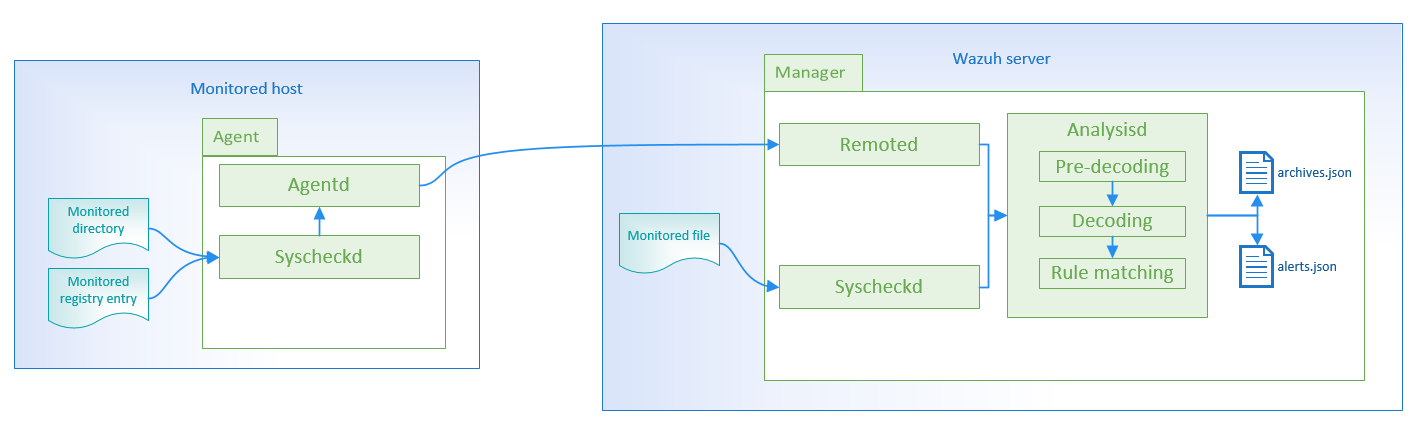 Monitored host
Agent
Agentd
Monitored
directory
Syscheckd
Monitored
registry entry
Wazuh server
Manager
Remoted
Monitored file
Syscheckd
Analysisd
Pre-decoding
Decoding
Rule matching
archives.json
alerts.json